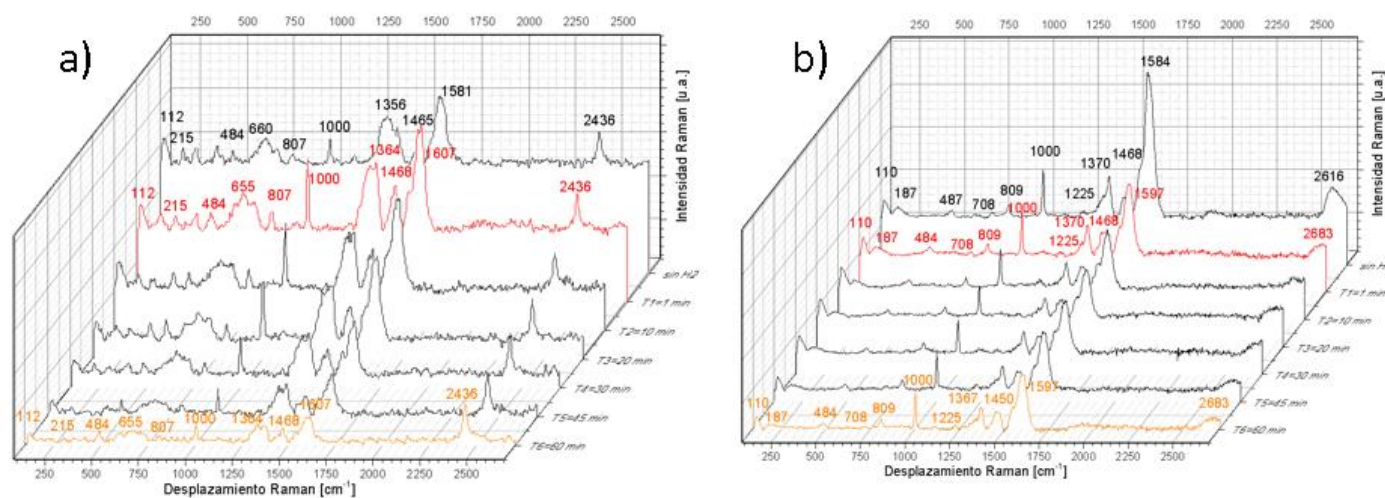 a)
250 500 750 1000 1250 1500 1750 2000 2250 2500
Intensidad Raman [u.a.]
112 215 484 660 807 1000 1356 1465 1581 2436
112 215 484 655 807 1000 1364 1468 1607 2436
112 215 484 655 807 1000 1364 1468 1607 2436
sin H2
T1=1 min
T2=10 min
T3=20 min
T4=30 min
T5=45 min
T6=60 min
250 500 750 1000 1250 1500 1750 2000 2250 2500
Desplazamiento Raman [cm⁻¹]
b)
250 500 750 1000 1250 1500 1750 2000 2250 2500
Intensidad Raman [u.a.]
110 187 487 708 809 1000 1225 1370 1468 1584 2616
110 187 484 708 809 1000 1225 1370 1468 1597 2683
110 187 484 708 809 1000 1225 1367 1450 1597 2683
sin H
T1=1 min
T2=10 min
T3=20 min
T4=30 min
T5=45 min
T6=60 min
250 500 750 1000 1250 1500 1750 2000 2250 2500
Desplazamiento Raman [cm⁻¹]